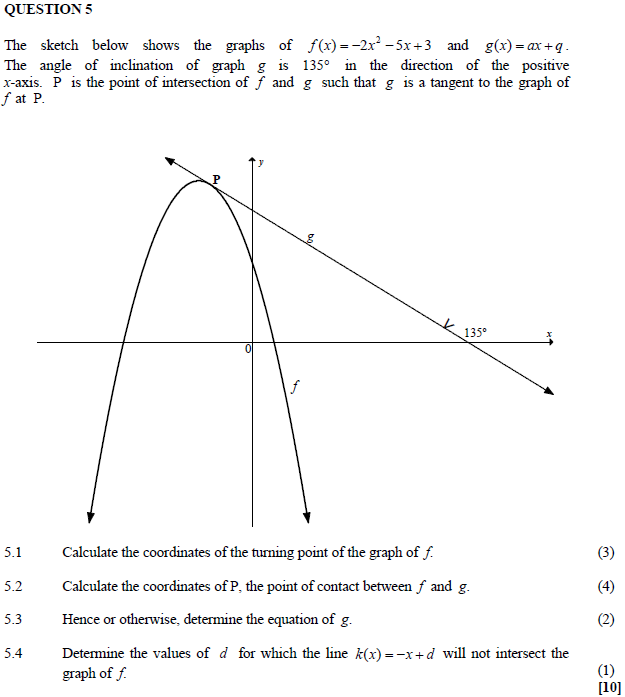 QUESTION 5
The sketch below shows the graphs of f(x) = −2x² − 5x + 3 and g(x) = ax + q.
The angle of inclination of graph g is 135° in the direction of the positive
x-axis. P is the point of intersection of f and g such that g is a tangent to the graph of
f at P.
y
P
g
135°
x
0
f
5.1 Calculate the coordinates of the turning point of the graph of f. (3)
5.2 Calculate the coordinates of P, the point of contact between f and g. (4)
5.3 Hence or otherwise, determine the equation of g. (2)
5.4 Determine the values of d for which the line k(x) = −x + d will not intersect the
graph of f. (1)
[10]